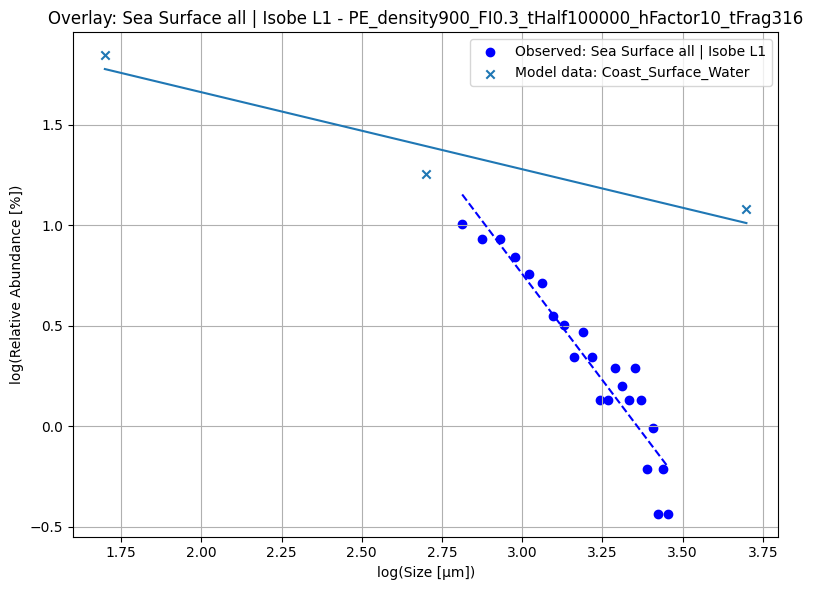 Overlay: Sea Surface all | Isobe L1 - PE_density900_FI0.3_tHalf100000_hFactor10_tFrag316
Observed: Sea Surface all | Isobe L1
Model data: Coast_Surface_Water
log(Relative Abundance [%])
1.5
1.0
0.5
0.0
−0.5
1.75
2.00
2.25
2.50
2.75
3.00
3.25
3.50
3.75
log(Size [μm])